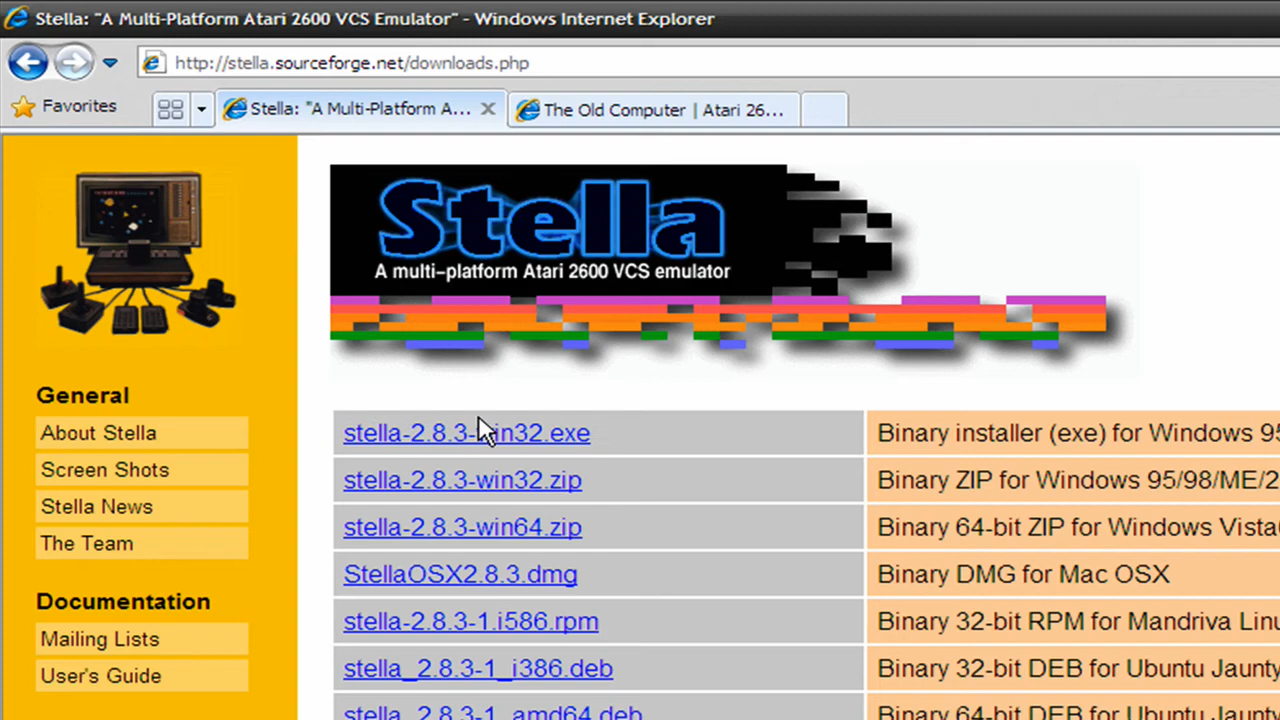 Stella: "A Multi-Platform Atari 2600 VCS Emulator" - Windows Internet Explorer
http://stella.sourceforge.net/downloads.php
Favorites
Stella: "A Multi-Platform A...
The Old Computer | Atari 26...
Stella
A multi-platform Atari 2600 VCS emulator
General
About Stella
Screen Shots
Stella News
The Team
Documentation
Mailing Lists
User's Guide
stella-2.8.3-win32.exe
Binary installer (exe) for Windows 95
stella-2.8.3-win32.zip
Binary ZIP for Windows 95/98/ME/2
stella-2.8.3-win64.zip
Binary 64-bit ZIP for Windows Vista
StellaOSX2.8.3.dmg
Binary DMG for Mac OSX
stella-2.8.3-1.i586.rpm
Binary 32-bit RPM for Mandriva Linu
stella_2.8.3-1_i386.deb
Binary 32-bit DEB for Ubuntu Jaunty
stella_2.8.3-1_amd64.deb
Binary 64-bit DEB for Ubuntu Jaunty